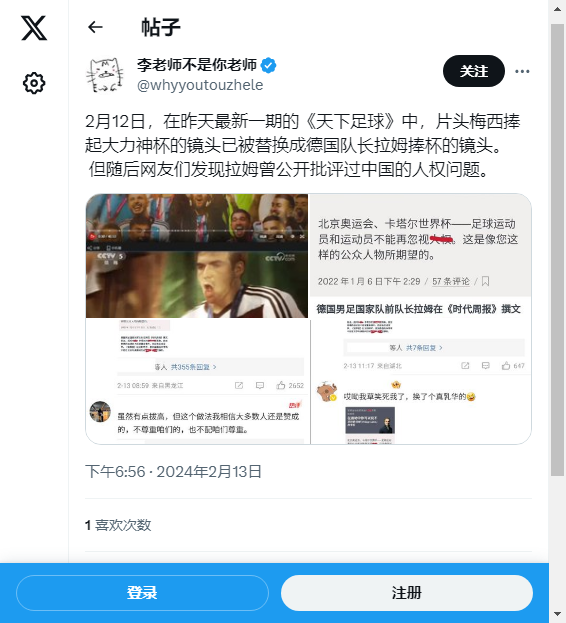 帖子
李老师不是你老师
@whyyoutouzhele
关注
2月12日，在昨天最新一期的《天下足球》中，片头梅西捧
起大力神杯的镜头已被替换成德国队长拉姆捧杯的镜头。
但随后网友们发现拉姆曾公开批评过中国的人权问题。
CCTV 5
CCTV
等人 共355条回复 >
2-13 08:59 来自黑龙江
2652
虽然有点拔高，但这个做法我相信大多数人还是赞成
的，不尊重咱们的，也不配咱们尊重。
北京奥运会、卡塔尔世界杯——足球运动
员和运动员不能再忽视人权。这是像您这
样的公众人物所期望的。
2022 年 1 月 6 日下午 2:29 / 57 条评论 /
德国男足国家队前队长拉姆在《时代周报》撰文
等人 共7条回复 >
2-13 11:17 来自湖北
647
哎呦我草笑死我了，换了个真乳华的
下午6:56 · 2024年2月13日
1 喜欢次数
登录
注册